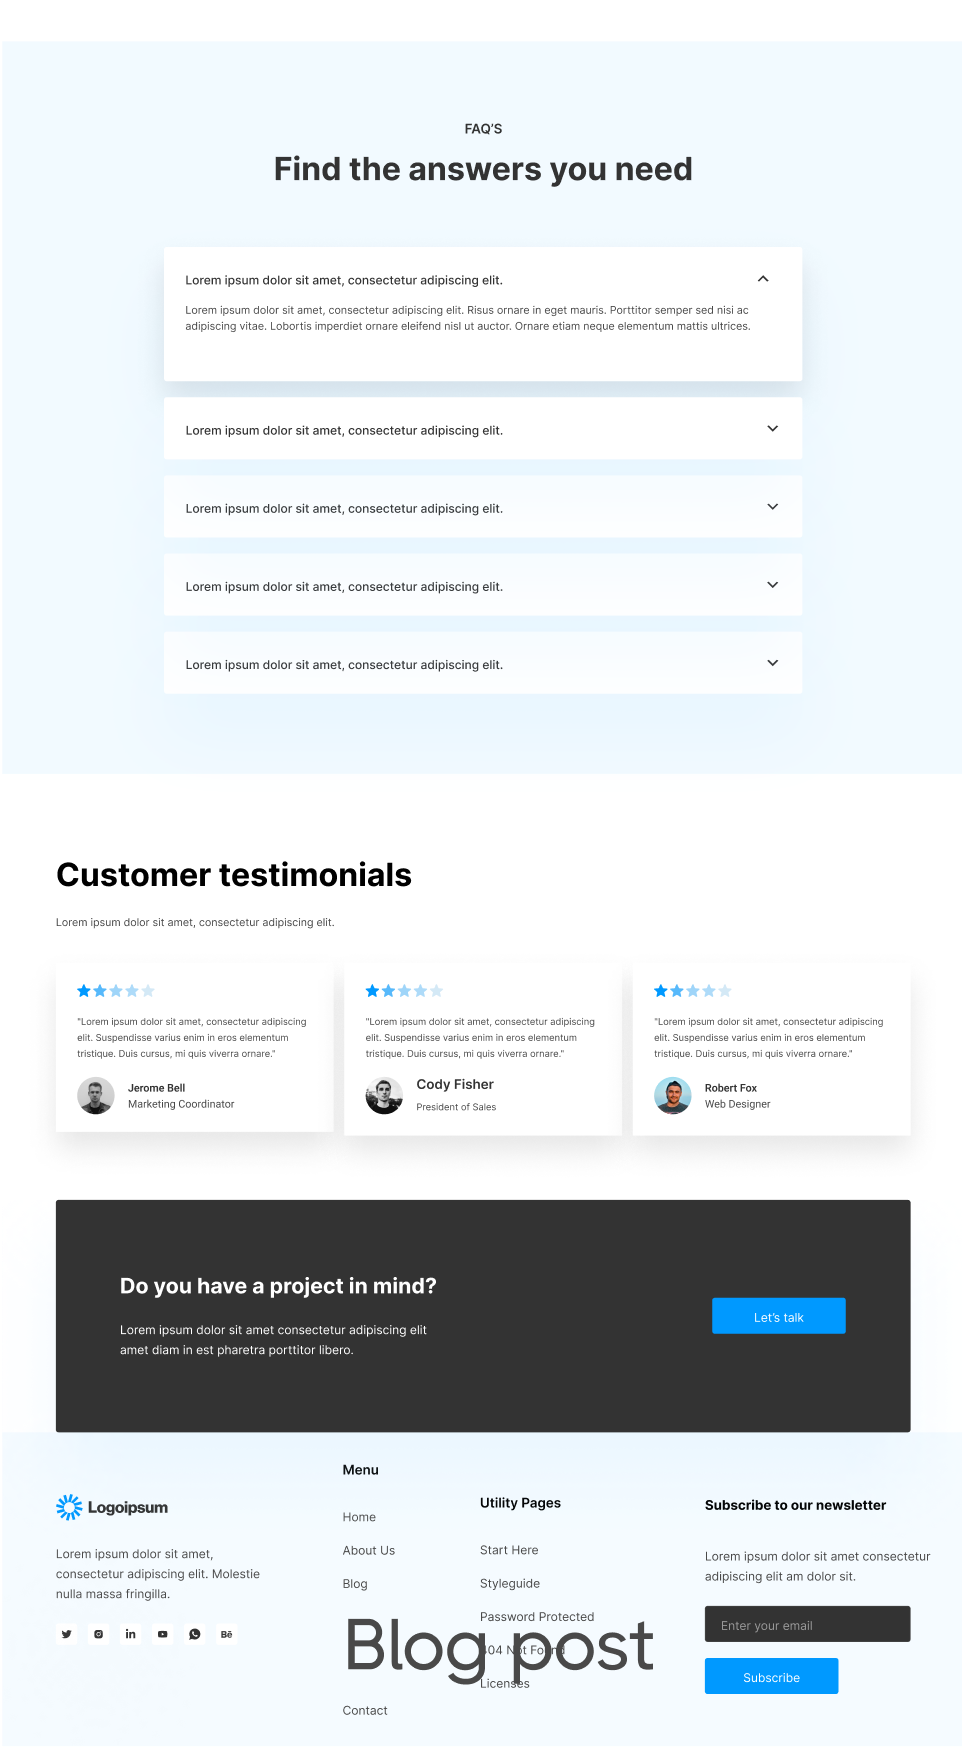 FAQ'S
Find the answers you need
Lorem ipsum dolor sit amet, consectetur adipiscing elit.
Lorem ipsum dolor sit amet, consectetur adipiscing elit. Risus ornare in eget mauris. Porttitor semper sed nisi ac
adipiscing vitae. Lobortis imperdiet ornare eleifend nisl ut auctor. Ornare etiam neque elementum mattis ultrices.
Lorem ipsum dolor sit amet, consectetur adipiscing elit.
Lorem ipsum dolor sit amet, consectetur adipiscing elit.
Lorem ipsum dolor sit amet, consectetur adipiscing elit.
Lorem ipsum dolor sit amet, consectetur adipiscing elit.
Customer testimonials
Lorem ipsum dolor sit amet, consectetur adipiscing elit.
"Lorem ipsum dolor sit amet, consectetur adipiscing
elit. Suspendisse varius enim in eros elementum
tristique. Duis cursus, mi quis viverra ornare."
Jerome Bell
Marketing Coordinator
"Lorem ipsum dolor sit amet, consectetur adipiscing
elit. Suspendisse varius enim in eros elementum
tristique. Duis cursus, mi quis viverra ornare."
Cody Fisher
President of Sales
"Lorem ipsum dolor sit amet, consectetur adipiscing
elit. Suspendisse varius enim in eros elementum
tristique. Duis cursus, mi quis viverra ornare."
Robert Fox
Web Designer
Do you have a project in mind?
Lorem ipsum dolor sit amet consectetur adipiscing elit
amet diam in est pharetra porttitor libero.
Let's talk
Logoipsum
Lorem ipsum dolor sit amet,
consectetur adipiscing elit. Molestie
nulla massa fringilla.
in
Bē
Menu
Home
About Us
Blog
Blog post
Contact
Utility Pages
Start Here
Styleguide
Password Protected
404 Not Found
Licenses
Subscribe to our newsletter
Lorem ipsum dolor sit amet consectetur
adipiscing elit am dolor sit.
Enter your email
Subscribe